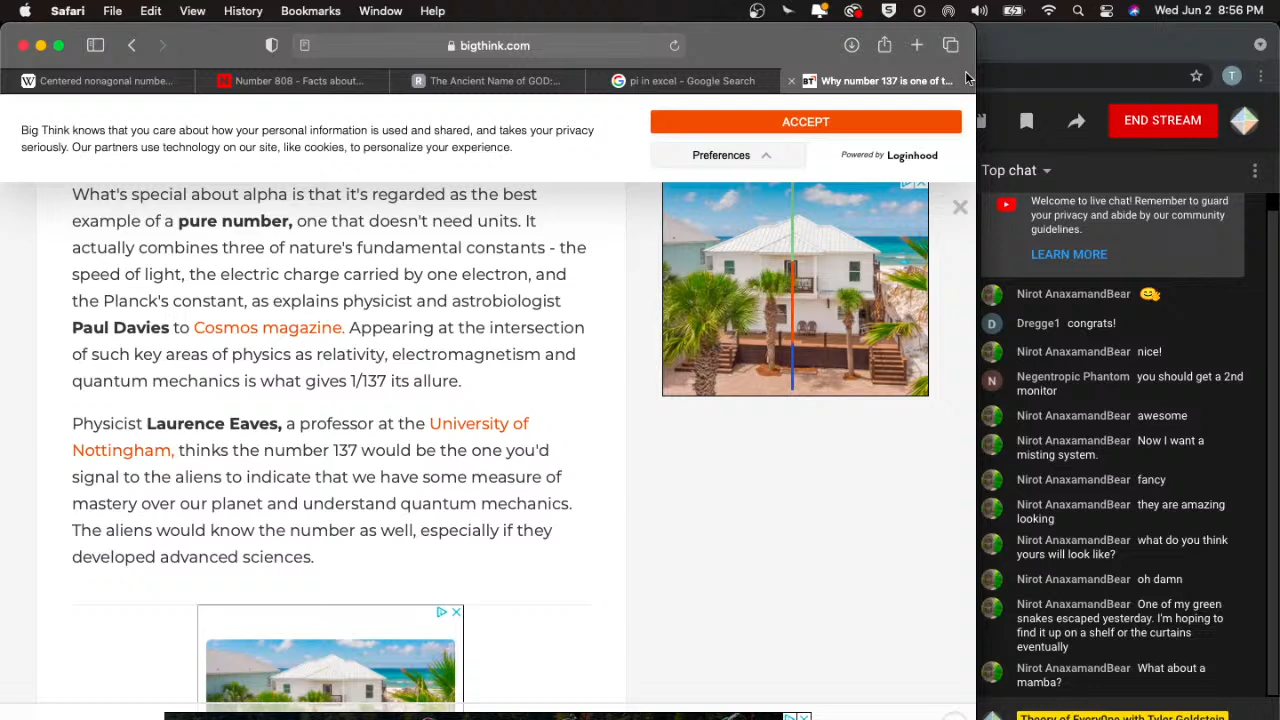 Safari File Edit View History Bookmarks Window Help Wed Jun 2 8:56 PM
bigthink.com
Centered nonagonal numbe...
Number 808 - Facts about...
The Ancient Name of GOD:...
pi in excel - Google Search
Why number 137 is one of t...
T
Big Think knows that you care about how your personal information is used and shared, and takes your privacy
seriously. Our partners use technology on our site, like cookies, to personalize your experience.
ACCEPT
Preferences
Powered by Loginhood
What's special about alpha is that it's regarded as the best
example of a pure number, one that doesn't need units. It
actually combines three of nature's fundamental constants - the
speed of light, the electric charge carried by one electron, and
the Planck's constant, as explains physicist and astrobiologist
Paul Davies to Cosmos magazine. Appearing at the intersection
of such key areas of physics as relativity, electromagnetism and
quantum mechanics is what gives 1/137 its allure.
Physicist Laurence Eaves, a professor at the University of
Nottingham, thinks the number 137 would be the one you'd
signal to the aliens to indicate that we have some measure of
mastery over our planet and understand quantum mechanics.
The aliens would know the number as well, especially if they
developed advanced sciences.
END STREAM
Top chat
Welcome to live chat! Remember to guard
your privacy and abide by our community
guidelines.
LEARN MORE
Nirot AnaxamandBear 🤗
D Dregge1 congrats!
Nirot AnaxamandBear nice!
N Negentropic Phantom you should get a 2nd
monitor
Nirot AnaxamandBear awesome
Nirot AnaxamandBear Now I want a
misting system.
Nirot AnaxamandBear fancy
Nirot AnaxamandBear they are amazing
looking
Nirot AnaxamandBear what do you think
yours will look like?
Nirot AnaxamandBear oh damn
Nirot AnaxamandBear One of my green
snakes escaped yesterday. I'm hoping to
find it up on a shelf or the curtains
eventually
Nirot AnaxamandBear What about a
mamba?
Theory of Every0ne with Tyler Goldstein